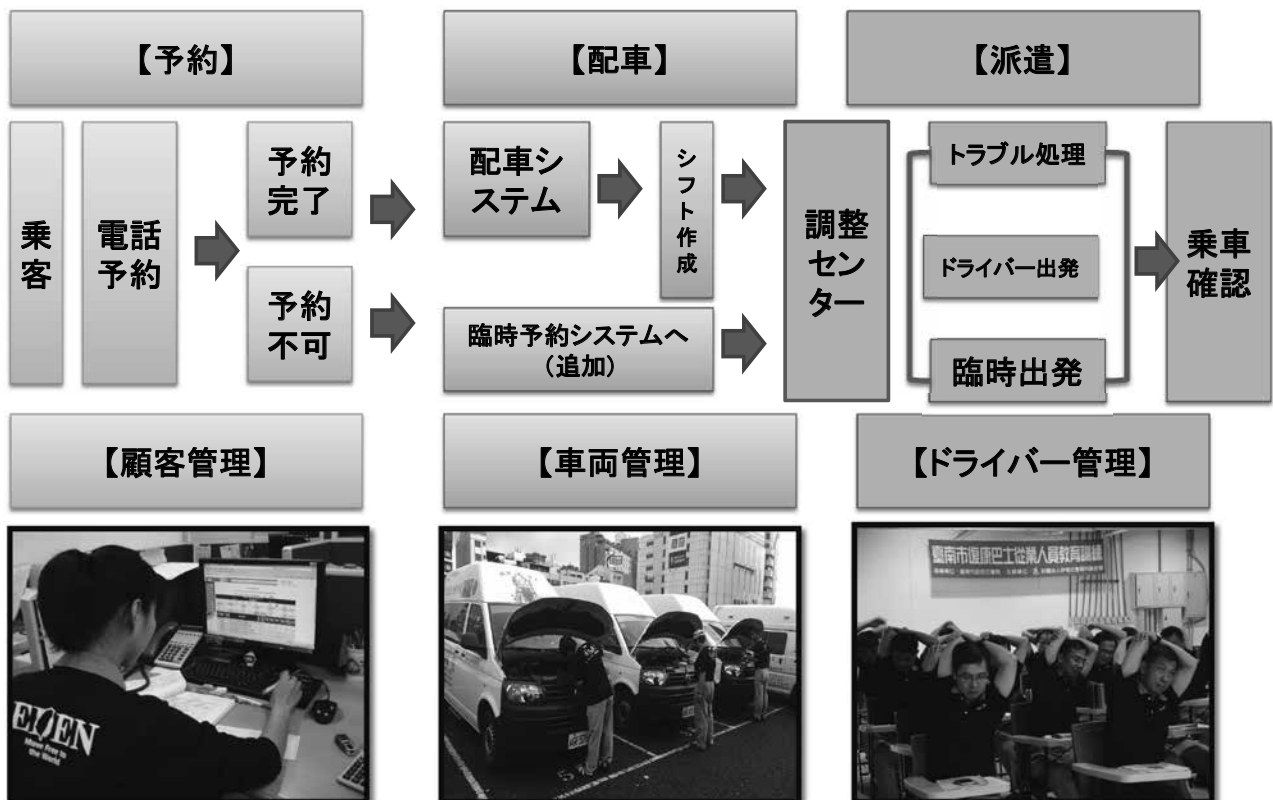 【予約】
【配車】
【派遣】
乗客
電話
予約
予約
完了
予約
不可
配車シ
ステム
シフト作成
臨時予約システムへ
(追加)
調整
セン
ター
トラブル処理
ドライバー出発
臨時出発
乗車
確認
【顧客管理】
【車両管理】
【ドライバー管理】
Move Free in
the World
臺南市復康巴士從業人員教育訓練